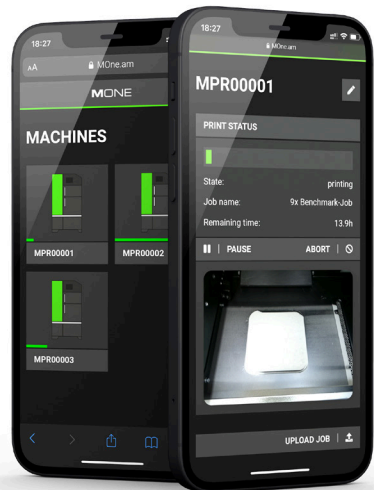 18:27
AA
MOne.am
MONE
MACHINES
MPR00001
MPR00002
MPR00003
18:27
MOne.am
MPR00001
PRINT STATUS
State:
printing
Job name:
9x Benchmark-Job
Remaining time:
13.9h
PAUSE
ABORT
UPLOAD JOB